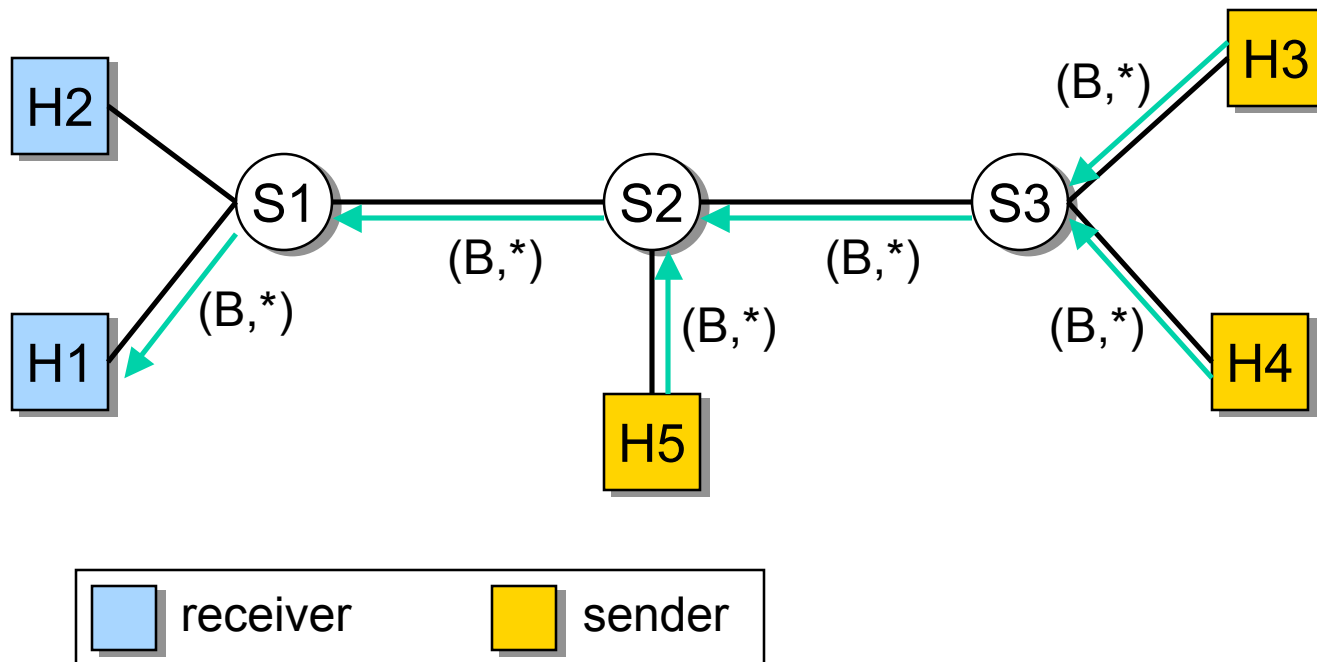 H3
(B,*)
H2
S1
S2
S3
(B,*)
(B,*)
(B,*)
(B,*)
(B,*)
H1
H4
H5
receiver
sender